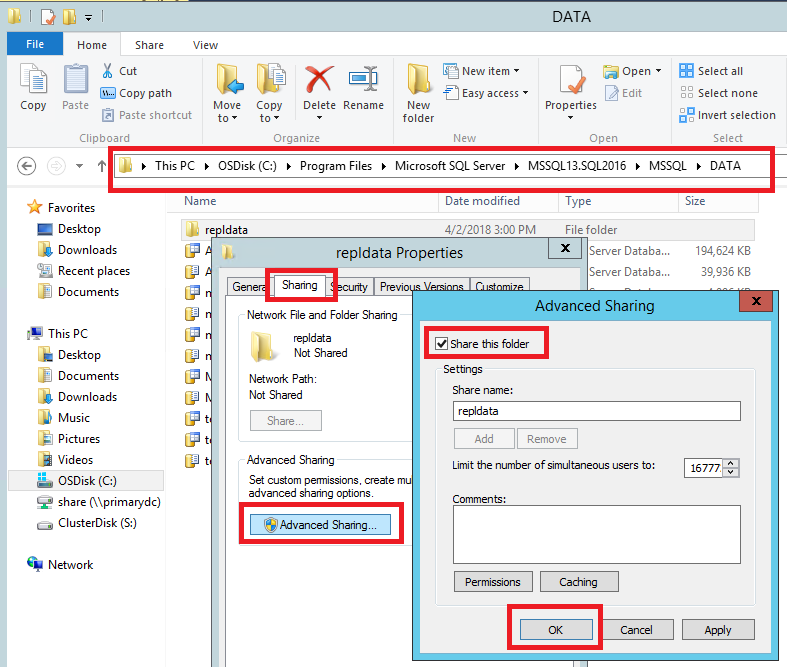 DATA
File Home Share View
Copy
Paste
Cut
Copy path
Paste shortcut
Clipboard
Move to
Copy to
Delete
Rename
Organize
New folder
New item
Easy access
New
Properties
Open
Edit
Open
Select all
Select none
Invert selection
Select
This PC OSDisk (C:) Program Files Microsoft SQL Server MSSQL13.SQL2016 MSSQL DATA
Name Date modified Type Size
Favorites
Desktop
Downloads
Recent places
Documents
This PC
Desktop
Documents
Downloads
Music
Pictures
Videos
OSDisk (C:)
share (\\primarydc)
ClusterDisk (S:)
Network
repldata 4/2/2018 3:00 PM File folder
Server Databa... 194,624 KB
Server Databa... 39,936 KB
repldata Properties
x
Sharing
Previous Versions
Customize
Network File and Folder Sharing
repldata
Not Shared
Network Path:
Not Shared
Share...
Advanced Sharing
Set custom permissions, create mu
advanced sharing options.
Advanced Sharing...
Advanced Sharing
x
Share this folder
Settings
Share name:
repldata
Add Remove
Limit the number of simultaneous users to: 16777
Comments:
Permissions Caching
OK Cancel Apply